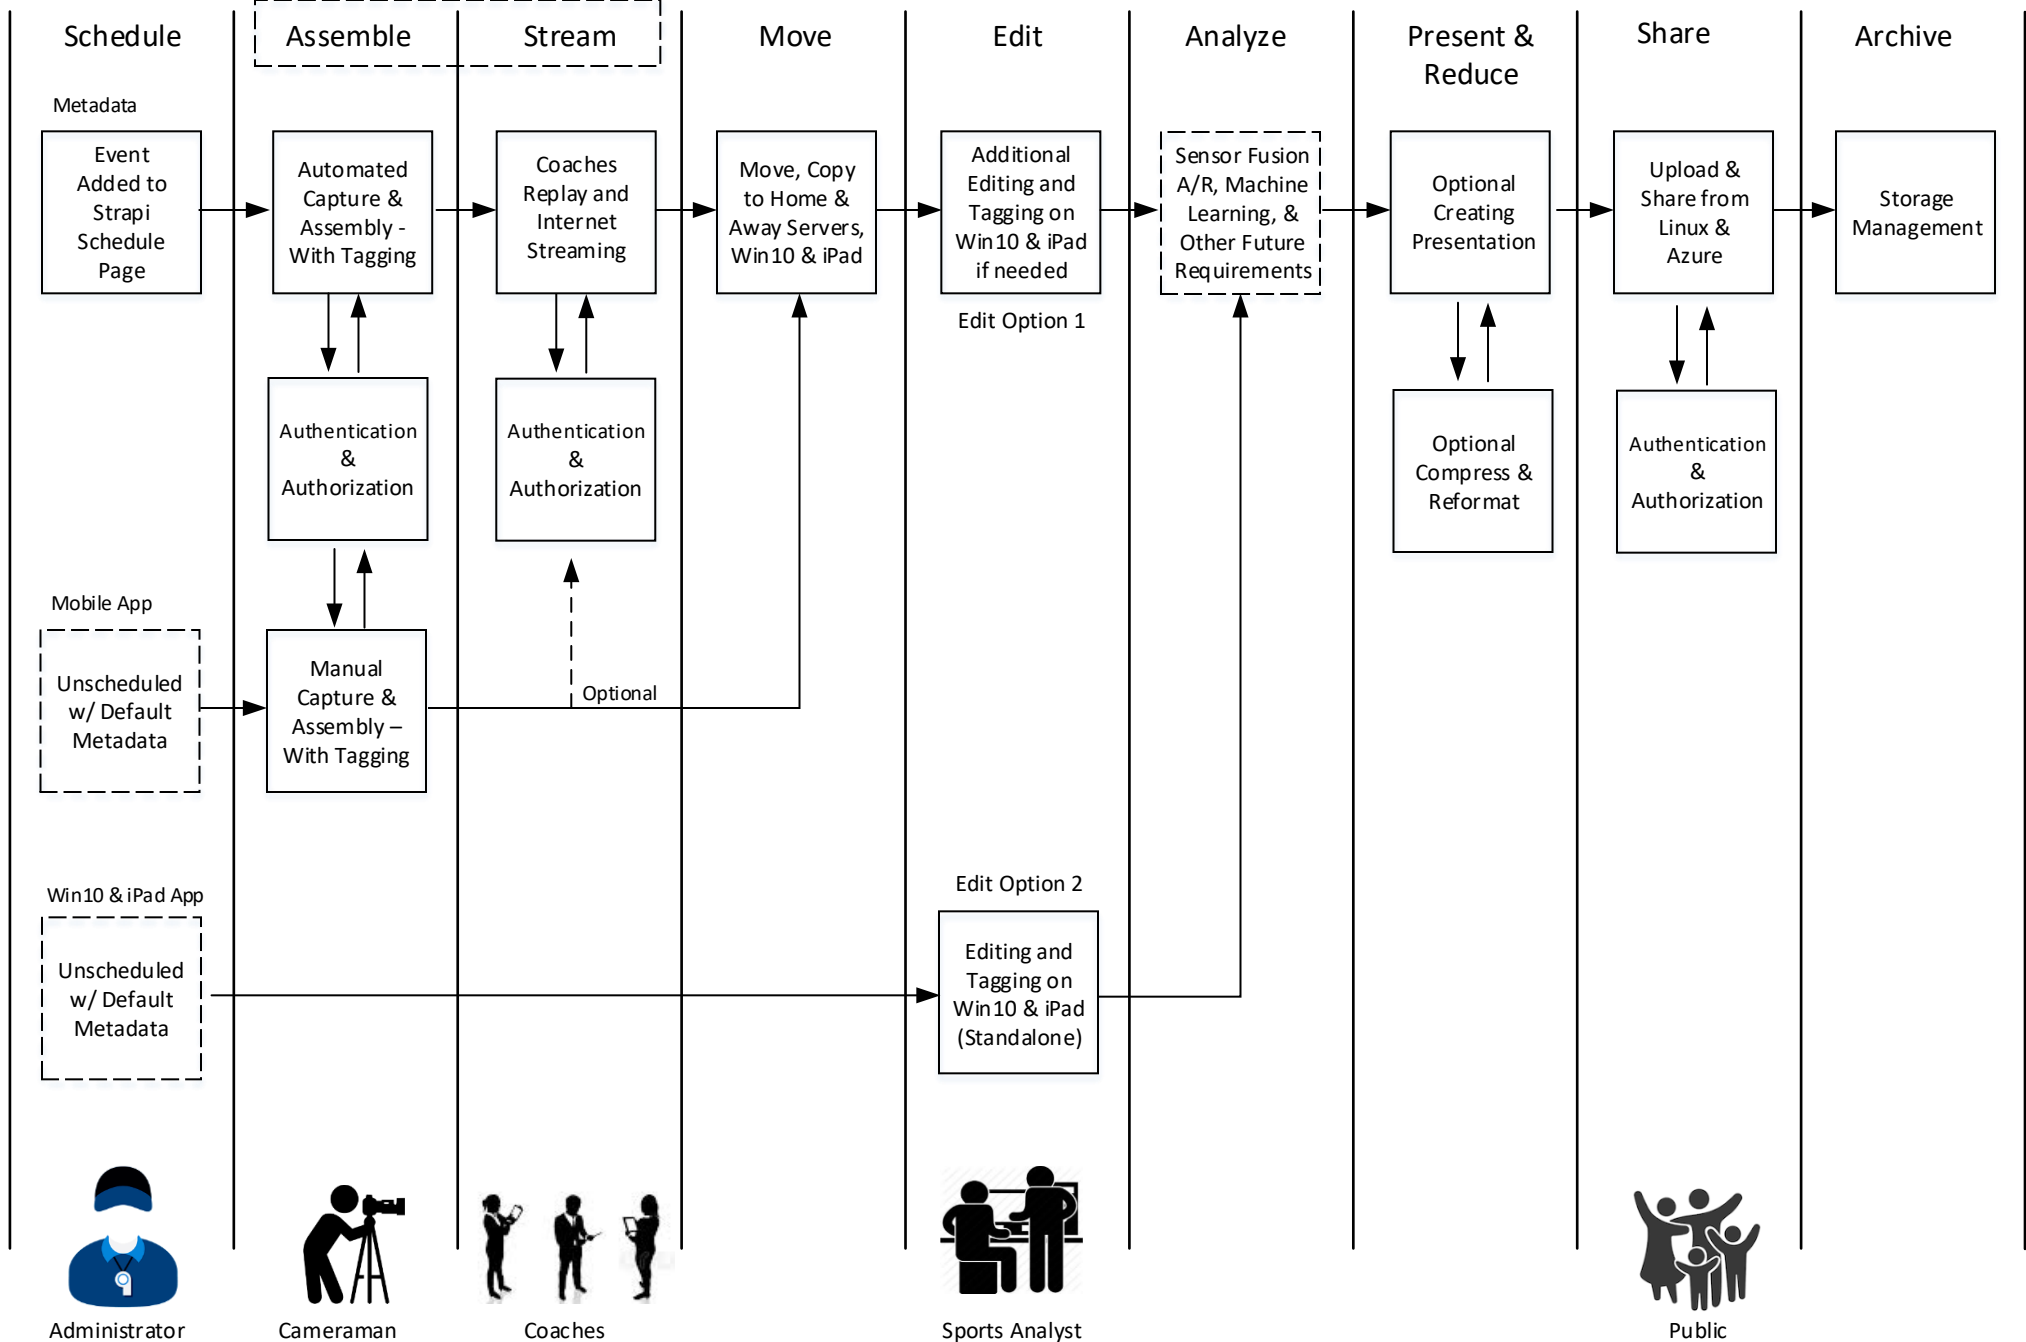 Schedule
Assemble
Stream
Move
Edit
Analyze
Present &
Reduce
Share
Archive
Metadata
Event
Added to
Strapi
Schedule
Page
Automated
Capture &
Assembly -
With Tagging
Coaches
Replay and
Internet
Streaming
Move, Copy
to Home &
Away Servers,
Win10 & iPad
Additional
Editing and
Tagging on
Win10 & iPad
if needed
Edit Option 1
Sensor Fusion
A/R, Machine
Learning, &
Other Future
Requirements
Optional
Creating
Presentation
Upload &
Share from
Linux &
Azure
Storage
Management
Authentication
&
Authorization
Authentication
&
Authorization
Optional
Compress &
Reformat
Authentication
&
Authorization
Mobile App
Unscheduled
w/ Default
Metadata
Manual
Capture &
Assembly –
With Tagging
Optional
Win10 & iPad App
Unscheduled
w/ Default
Metadata
Edit Option 2
Editing and
Tagging on
Win10 & iPad
(Standalone)
Administrator
Cameraman
Coaches
Sports Analyst
Public